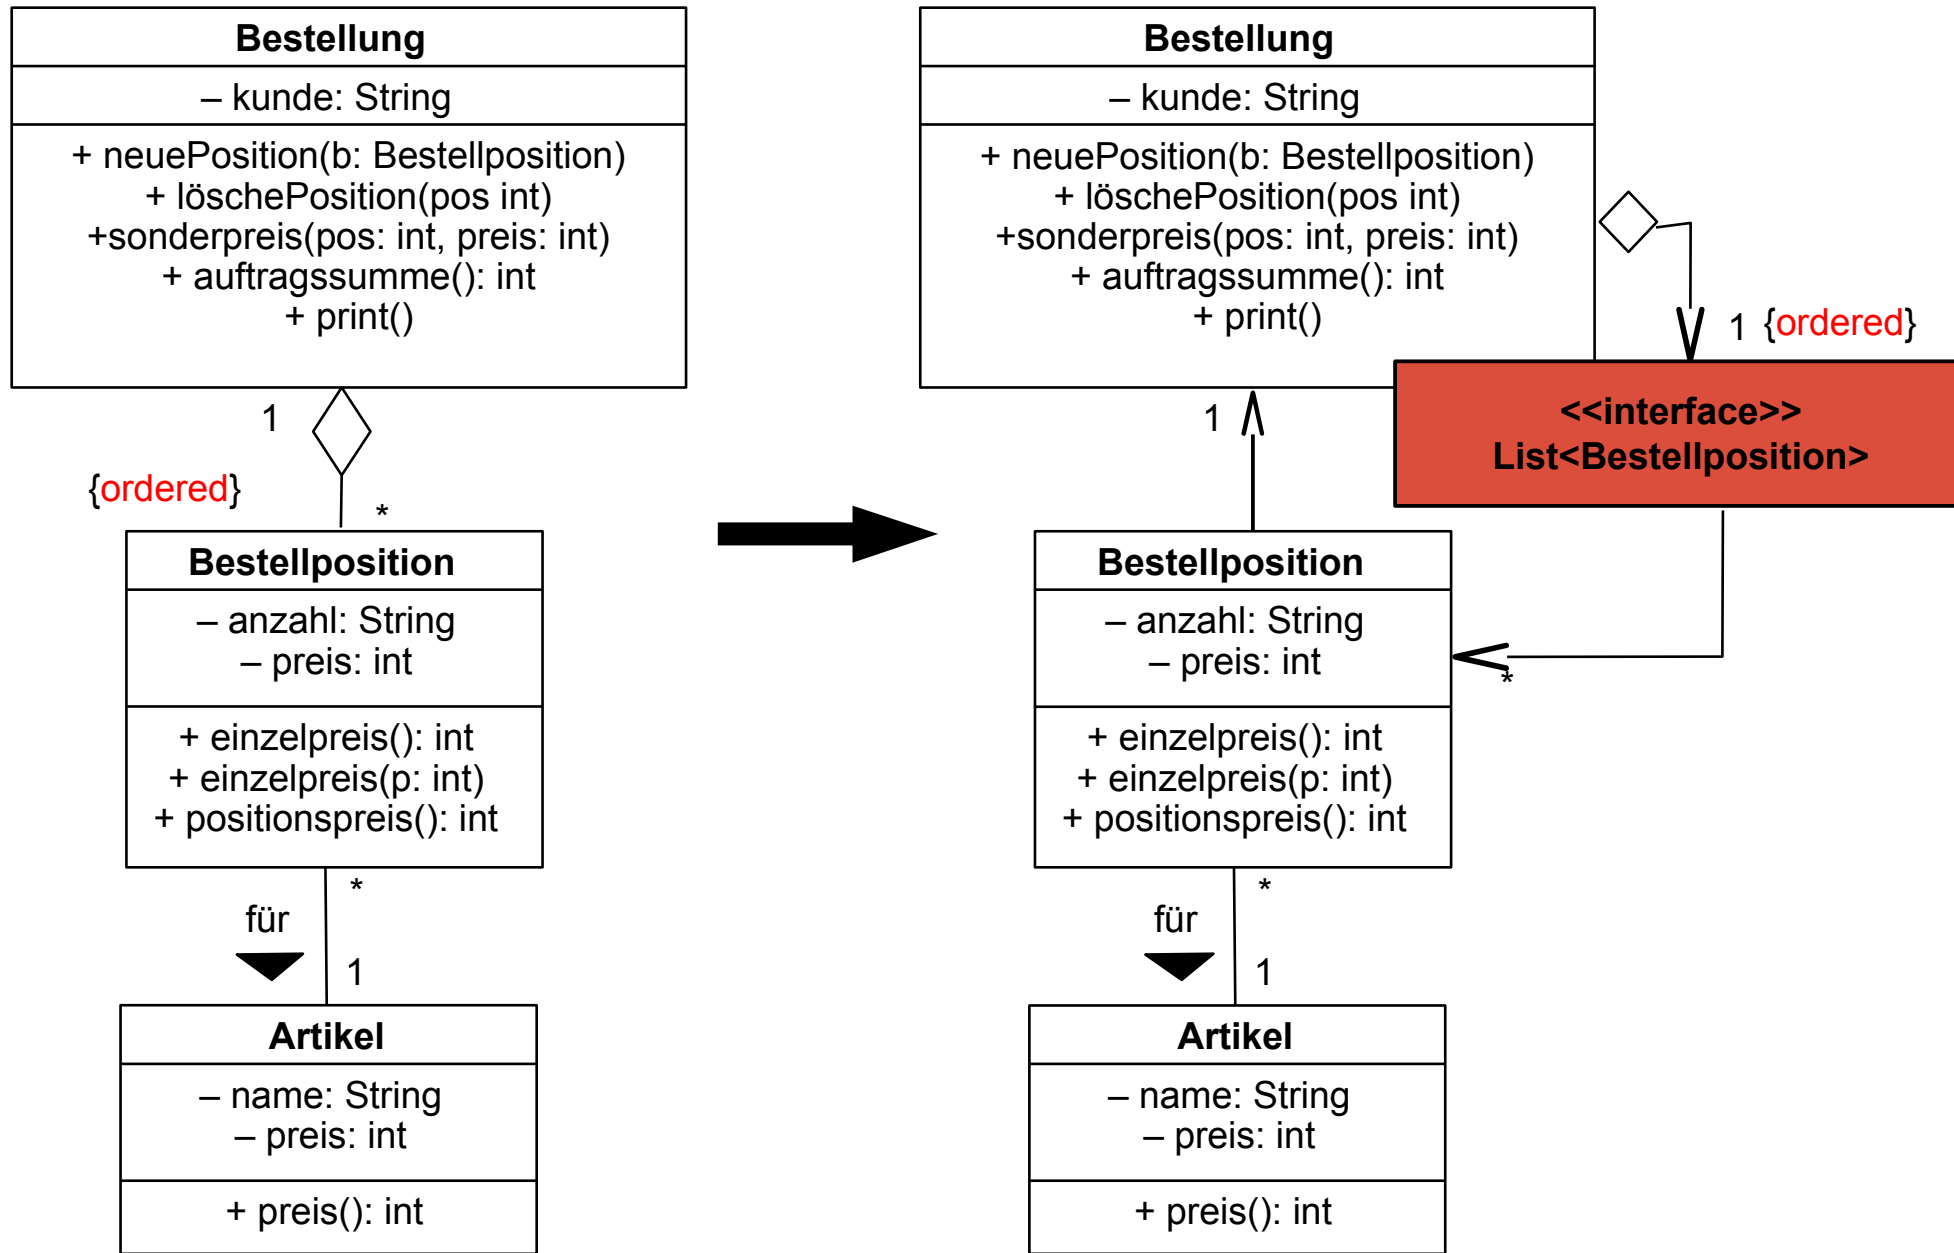 Bestellung
– kunde: String
+ neuePosition(b: Bestellposition)
+ löschePosition(pos int)
+sonderpreis(pos: int, preis: int)
+ auftragssumme(): int
+ print()
1
{ordered}
*
Bestellposition
– anzahl: String
– preis: int
+ einzelpreis(): int
+ einzelpreis(p: int)
+ positionspreis(): int
*
für
1
Artikel
– name: String
– preis: int
+ preis(): int
Bestellung
– kunde: String
+ neuePosition(b: Bestellposition)
+ löschePosition(pos int)
+sonderpreis(pos: int, preis: int)
+ auftragssumme(): int
+ print()
1 {ordered}
<<interface>>
List<Bestellposition>
1
Bestellposition
– anzahl: String
– preis: int
*
+ einzelpreis(): int
+ einzelpreis(p: int)
+ positionspreis(): int
*
für
1
Artikel
– name: String
– preis: int
+ preis(): int